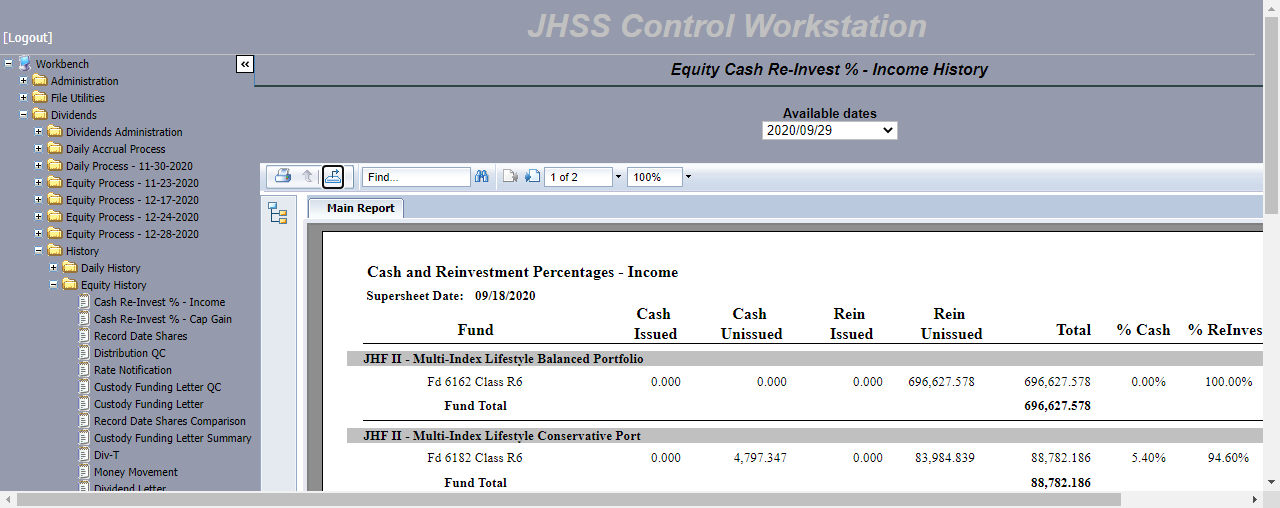 JHSS Control Workstation
[Logout]
Workbench
«
Administration
File Utilities
Dividends
Dividends Administration
Daily Accrual Process
Daily Process - 11-30-2020
Equity Process - 11-23-2020
Equity Process - 12-17-2020
Equity Process - 12-24-2020
Equity Process - 12-28-2020
History
Daily History
Equity History
Cash Re-Invest % - Income
Cash Re-Invest % - Cap Gain
Record Date Shares
Distribution QC
Rate Notification
Custody Funding Letter QC
Custody Funding Letter
Record Date Shares Comparison
Custody Funding Letter Summary
Div-T
Money Movement
Dividend Letter
Equity Cash Re-Invest % - Income History
Available dates
2020/09/29
Find... 1 of 2 100%
Main Report
Cash and Reinvestment Percentages - Income
Supersheet Date: 09/18/2020
Cash Cash Rein Rein
Fund Issued Unissued Issued Unissued Total % Cash % ReInves
JHF II - Multi-Index Lifestyle Balanced Portfolio
Fd 6162 Class R6 0.000 0.000 0.000 696,627.578 696,627.578 0.00% 100.00%
Fund Total 696,627.578
JHF II - Multi-Index Lifestyle Conservative Port
Fd 6182 Class R6 0.000 4,797.347 0.000 83,984.839 88,782.186 5.40% 94.60%
Fund Total 88,782.186